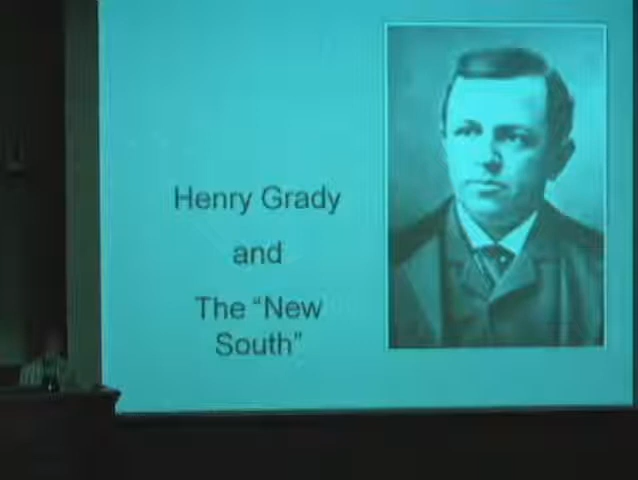 Henry Grady
and
The “New
South”